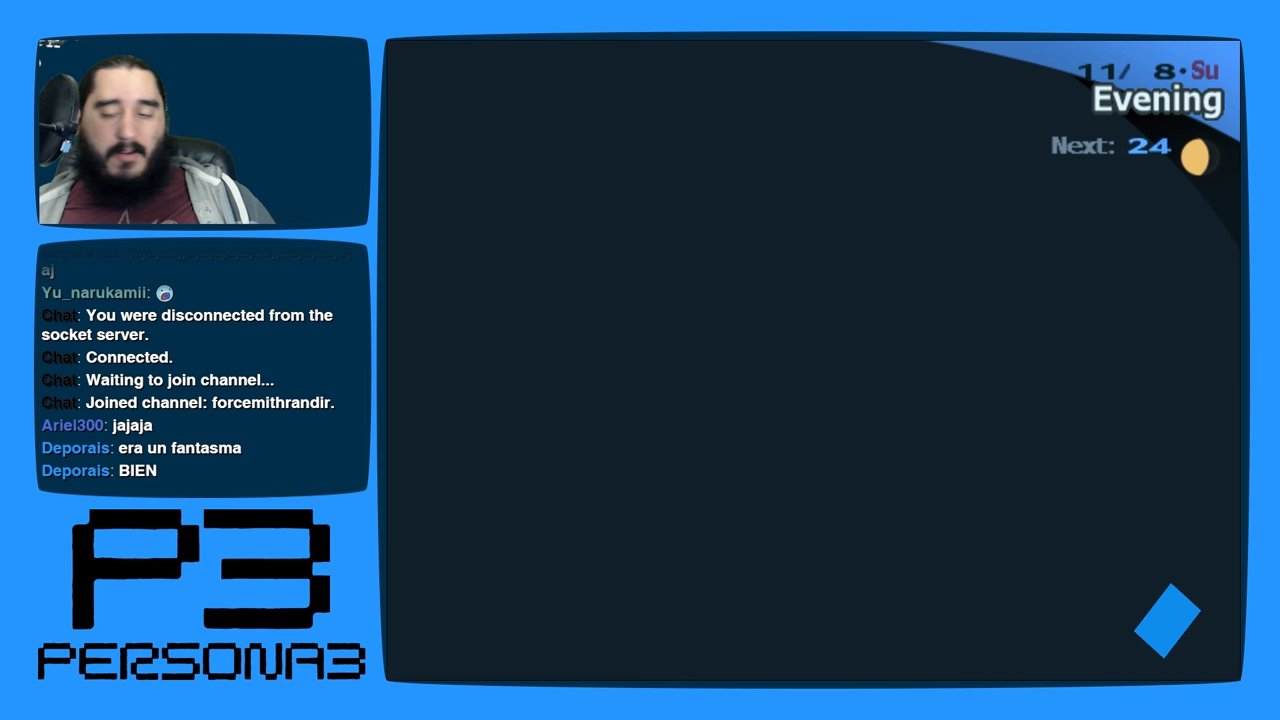 aj
Yu_narukamii:
Chat: You were disconnected from the
socket server.
Chat: Connected.
Chat: Waiting to join channel...
Chat: Joined channel: forcemithrandir.
Ariel300: jajaja
Deporais: era un fantasma
Deporais: BIEN
P3
PERSONA3
11/ 8·Su
Evening
Next: 24